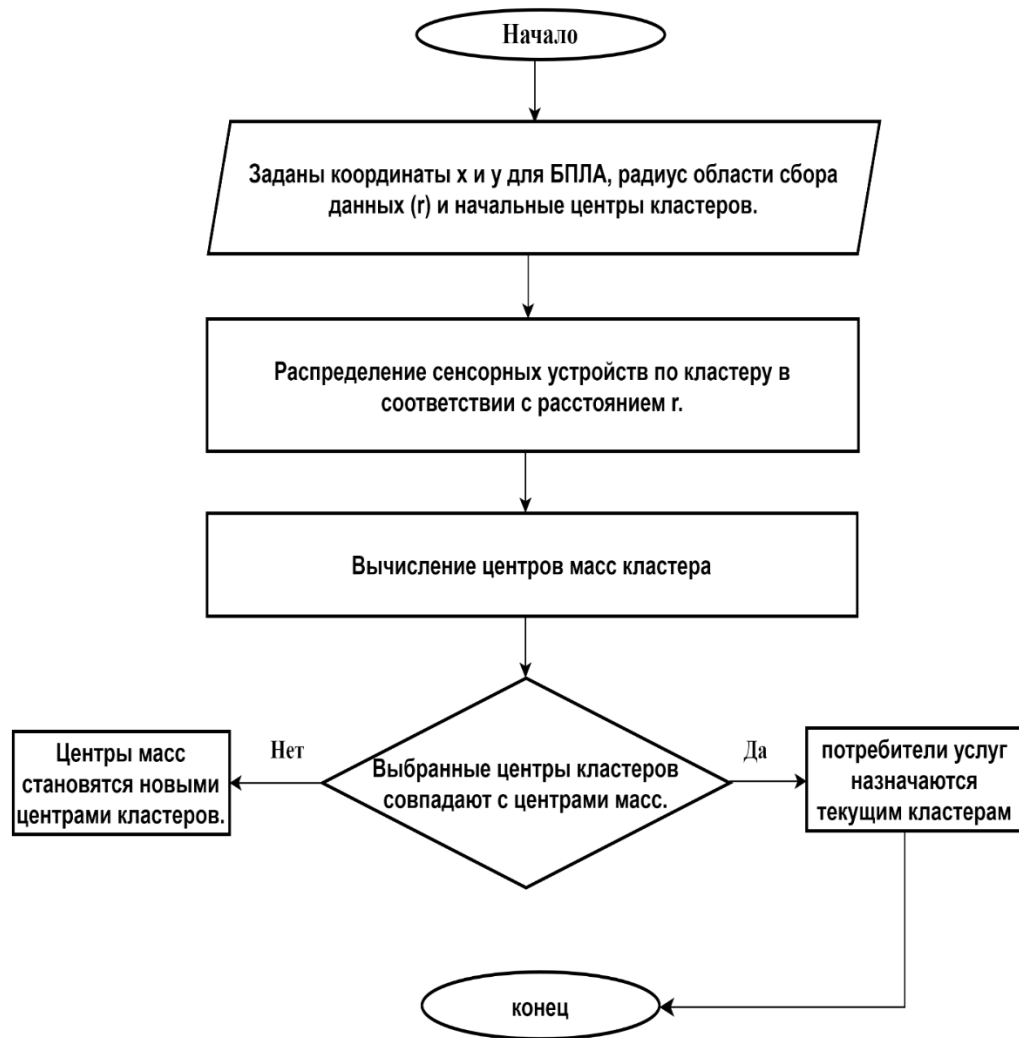 Начало
Заданы координаты x и y для БПЛА, радиус области сбора
данных (r) и начальные центры кластеров.
Распределение сенсорных устройств по кластеру в
соответствии с расстоянием r.
Вычисление центров масс кластера
Нет
Да
Центры масс
становятся новыми
центрами кластеров.
Выбранные центры кластеров
совпадают с центрами масс.
потребители услуг
назначаются
текущим кластерам
конец